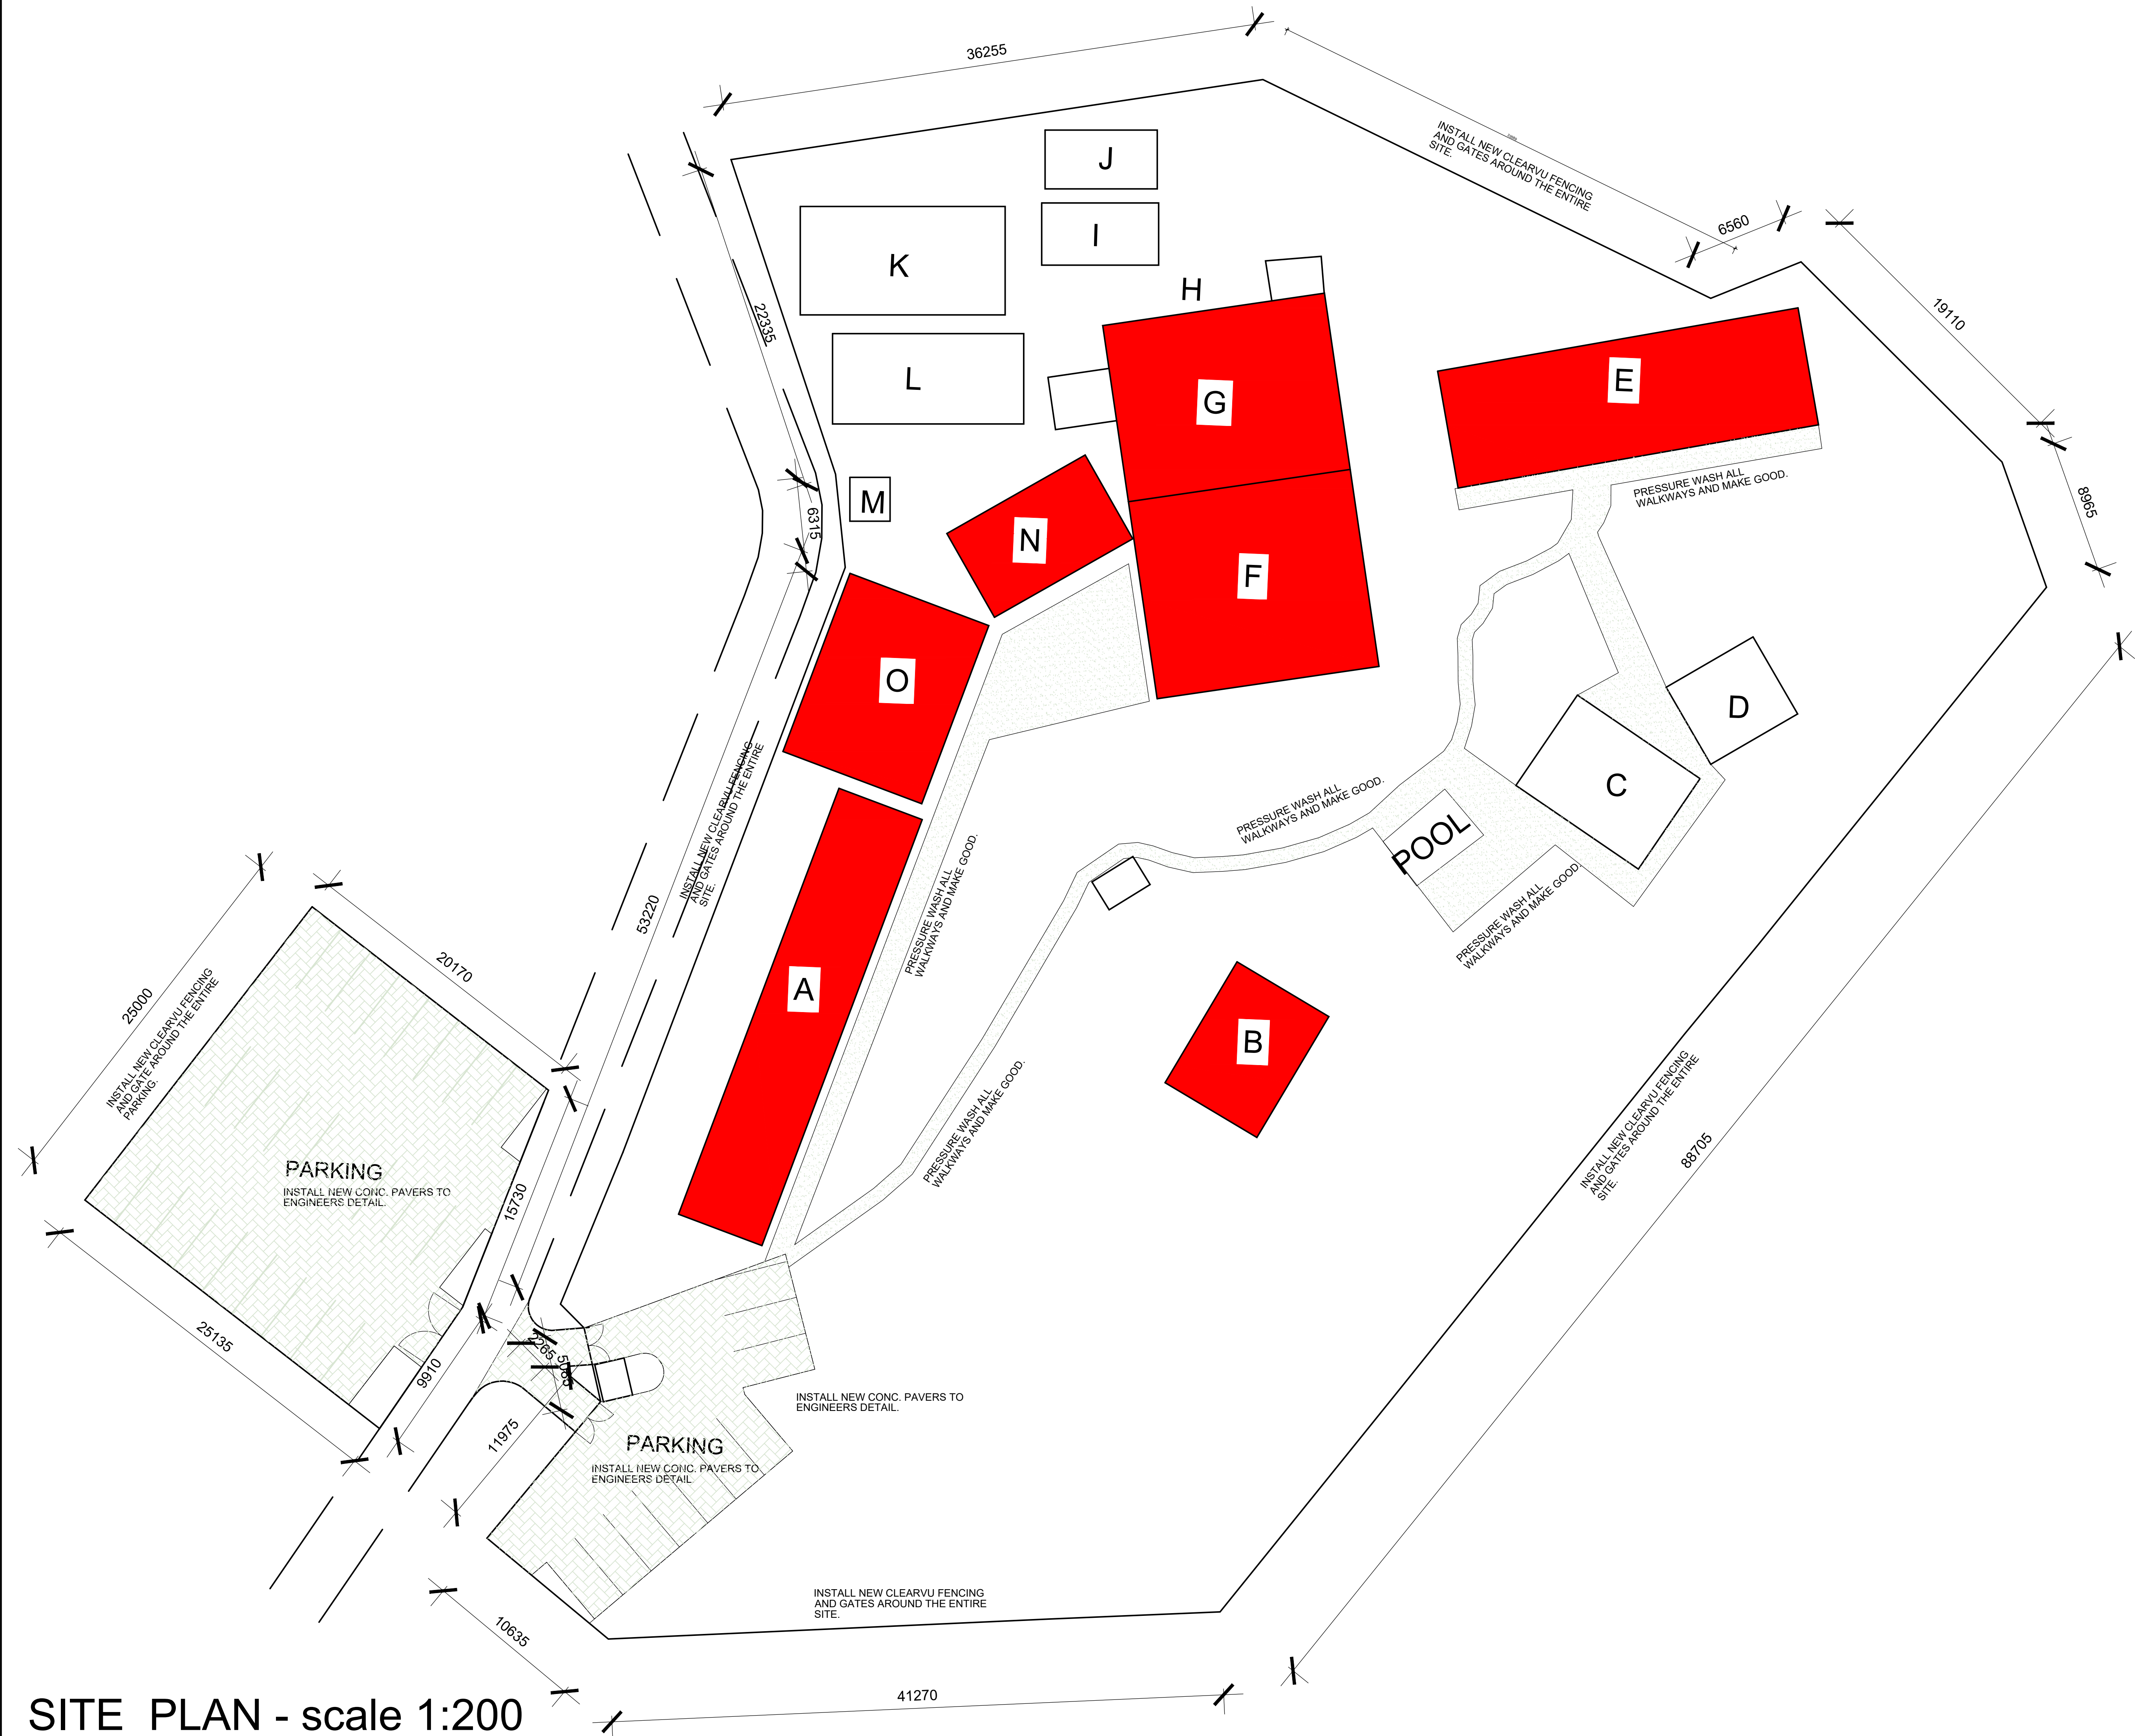 36255
INSTALL NEW CLEARVU FENCING
AND GATES AROUND THE ENTIRE
SITE.
6560
19110
8965
J
I
K
H
L
G
E
22335
M
6315
N
F
PRESSURE WASH ALL
WALKWAYS AND MAKE GOOD.
O
D
C
POOL
PRESSURE WASH ALL
WALKWAYS AND MAKE GOOD.
PRESSURE WASH ALL
WALKWAYS AND MAKE GOOD.
INSTALL NEW CLEARVU FENCING
AND GATES AROUND THE ENTIRE
SITE.
53220
PRESSURE WASH ALL
WALKWAYS AND MAKE GOOD.
A
B
PRESSURE WASH ALL
WALKWAYS AND MAKE GOOD.
INSTALL NEW CLEARVU FENCING
AND GATES AROUND THE ENTIRE
SITE.
88705
20170
25000
INSTALL NEW CLEARVU FENCING
AND GATE AROUND THE ENTIRE
PARKING.
PARKING
INSTALL NEW CONC. PAVERS TO
ENGINEERS DETAIL.
15730
25135
9910
2265
5085
11975
INSTALL NEW CONC. PAVERS TO
ENGINEERS DETAIL.
PARKING
INSTALL NEW CONC. PAVERS TO
ENGINEERS DETAIL.
INSTALL NEW CLEARVU FENCING
AND GATES AROUND THE ENTIRE
SITE.
10635
41270
SITE PLAN - scale 1:200